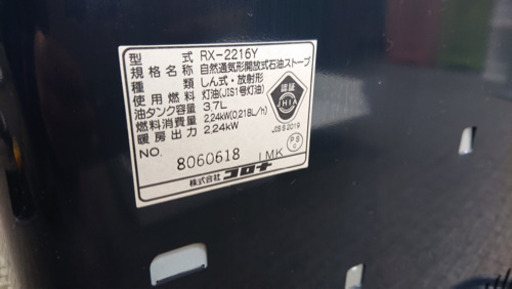 型 式 RX-2216Y
規格名称 自然通気形開放式石油ストーブ
種 類 しん式・放射形
使用燃料 灯油(JIS1号灯油)
油タンク容量 3.7L
燃料消費量 2.24kW(0.218L/h)
暖房出力 2.24kW
認証
JHIA
JIS S 2019
PSC
NO. 8060618 IMK
株式会社 コロナ